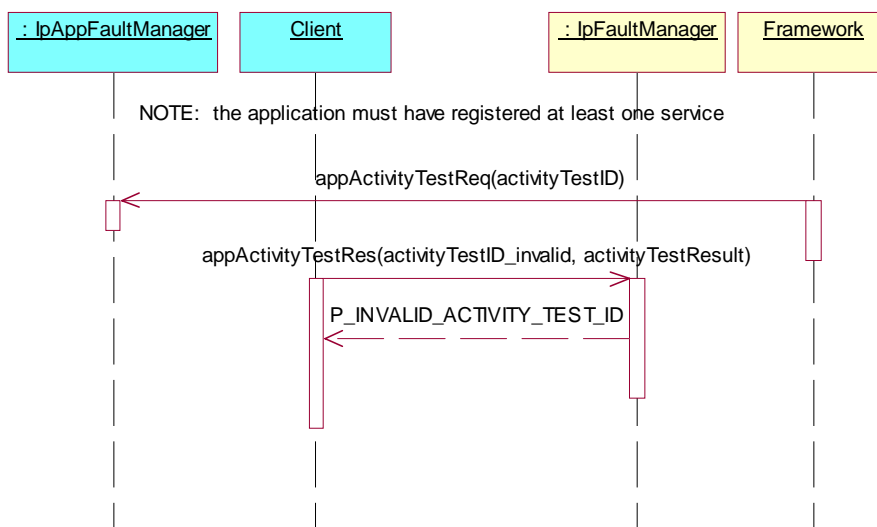 : IpAppFaultManager
Client
: IpFaultManager
Framework
NOTE: the application must have registered at least one service
appActivityTestReq(activityTestID)
appActivityTestRes(activityTestID_invalid, activityTestResult)
P_INVALID_ACTIVITY_TEST_ID